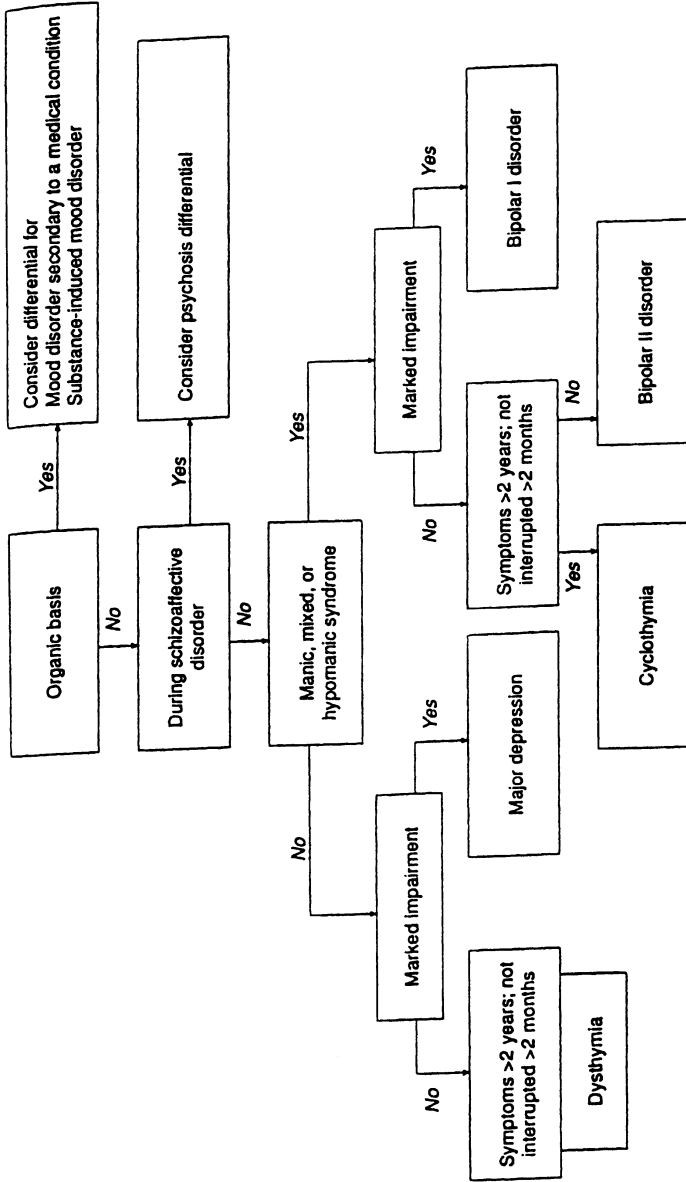 Organic basis
Yes
Consider differential for
Mood disorder secondary to a medical condition
Substance-induced mood disorder
No
During schizoaffective
disorder
Yes
Consider psychosis differential
No
Manic, mixed, or
hypomanic syndrome
No
Yes
Marked impairment
Marked impairment
No
Yes
No
Yes
Symptoms >2 years; not
interrupted >2 months
Dysthymia
Major depression
Symptoms >2 years; not
interrupted >2 months
Bipolar I disorder
Yes
No
Cyclothymia
Bipolar II disorder